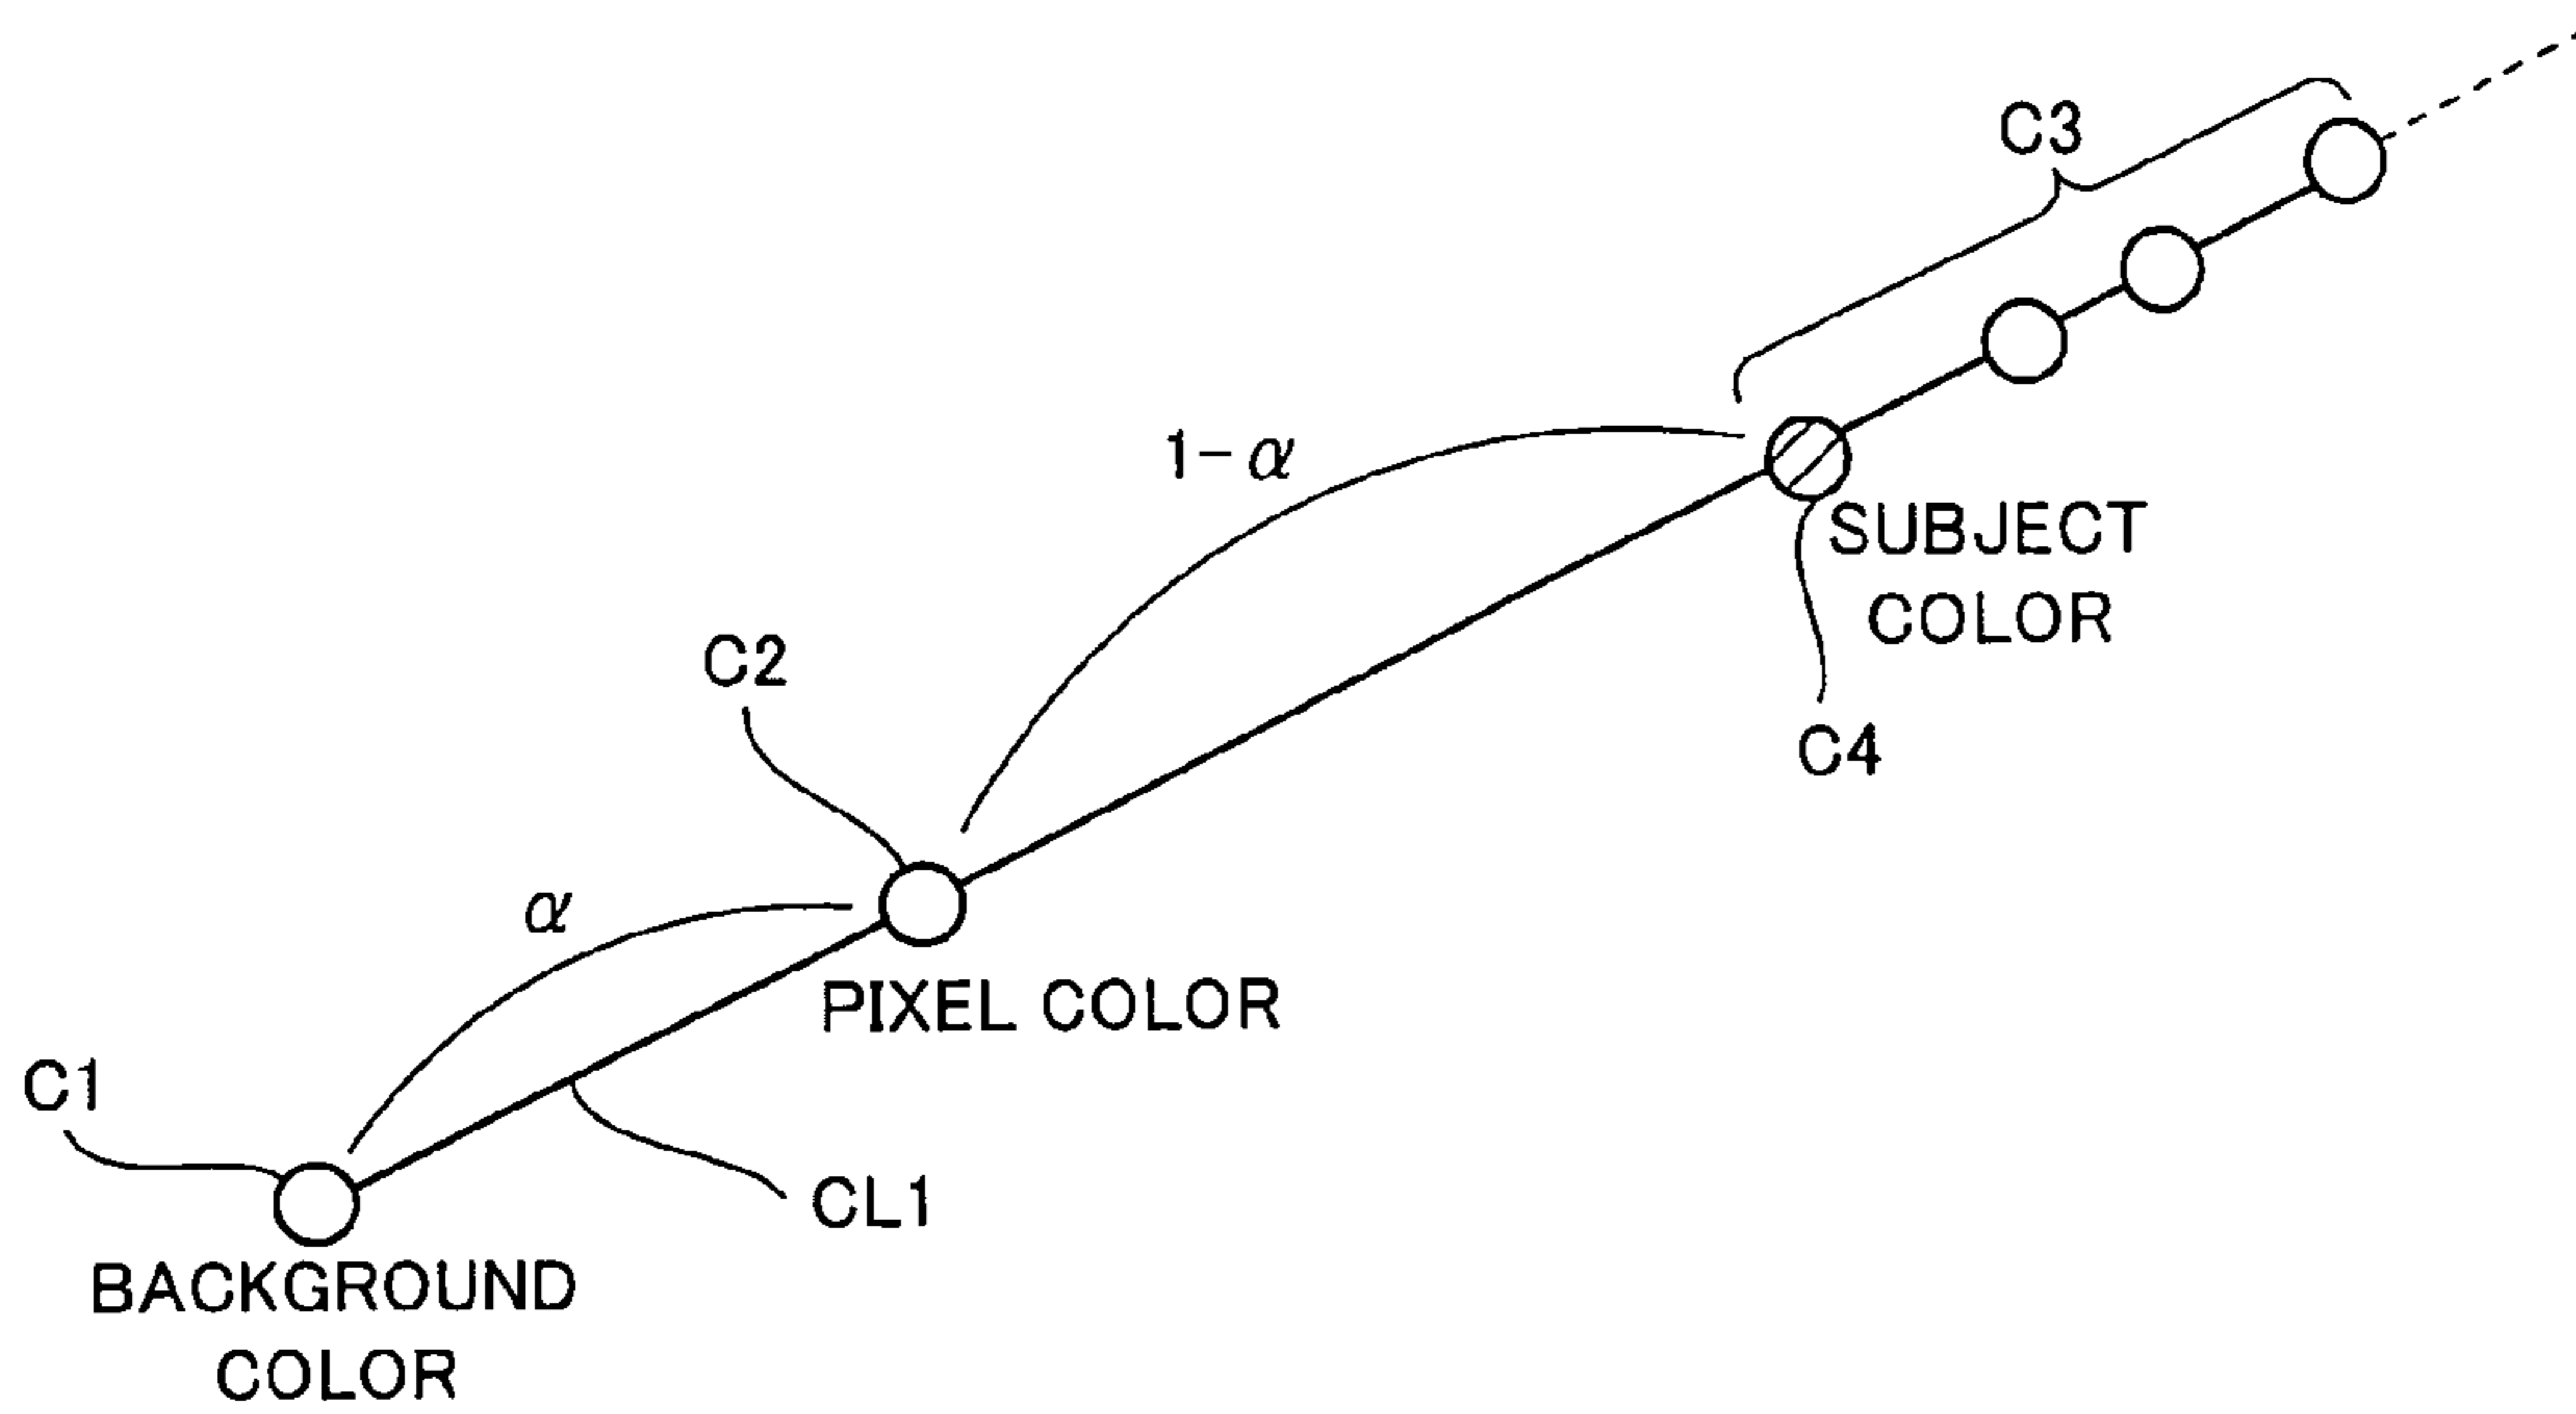 C3
1-α
SUBJECT
COLOR
C2
C4
α
PIXEL COLOR
C1
CL1
BACKGROUND
COLOR